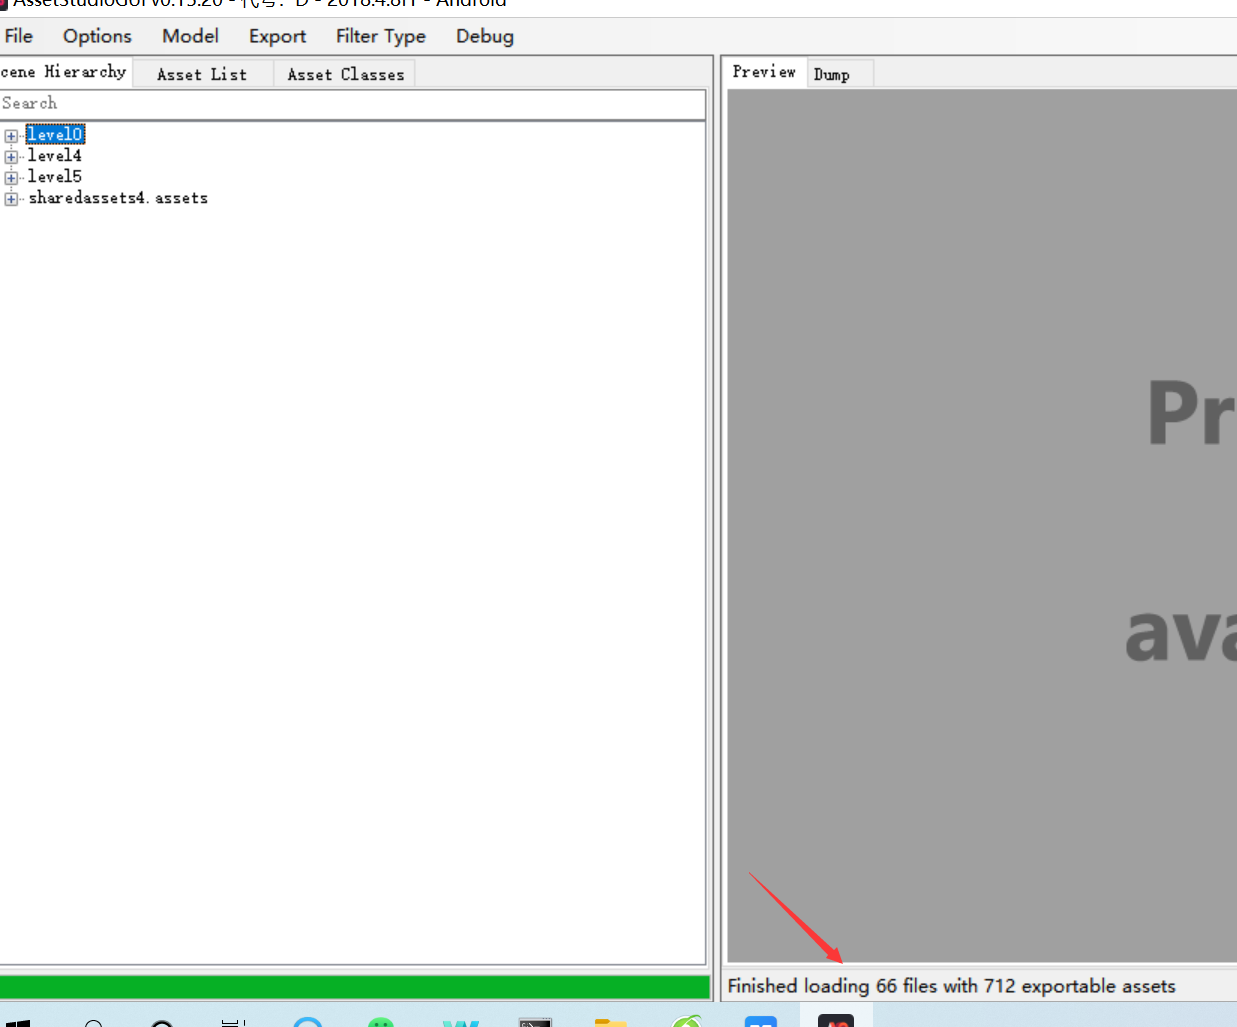 AssetStudioGUI v0.15.20 - 代号：D - 2018.4.8f1 - Android
File Options Model Export Filter Type Debug
cene Hierarchy Asset List Asset Classes
Preview Dump
Search
level0
level4
level5
sharedassets4.assets
Pr
ava
Finished loading 66 files with 712 exportable assets